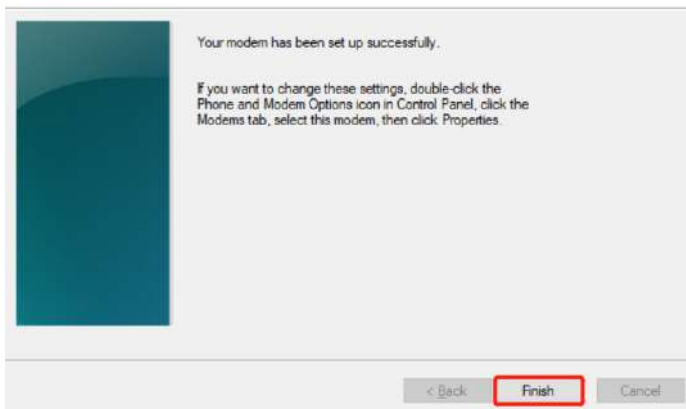 Your modem has been set up successfully.
If you want to change these settings, double-click the
Phone and Modem Options icon in Control Panel, click the
Modems tab, select this modem, then click Properties.
< Back
Finish
Cancel